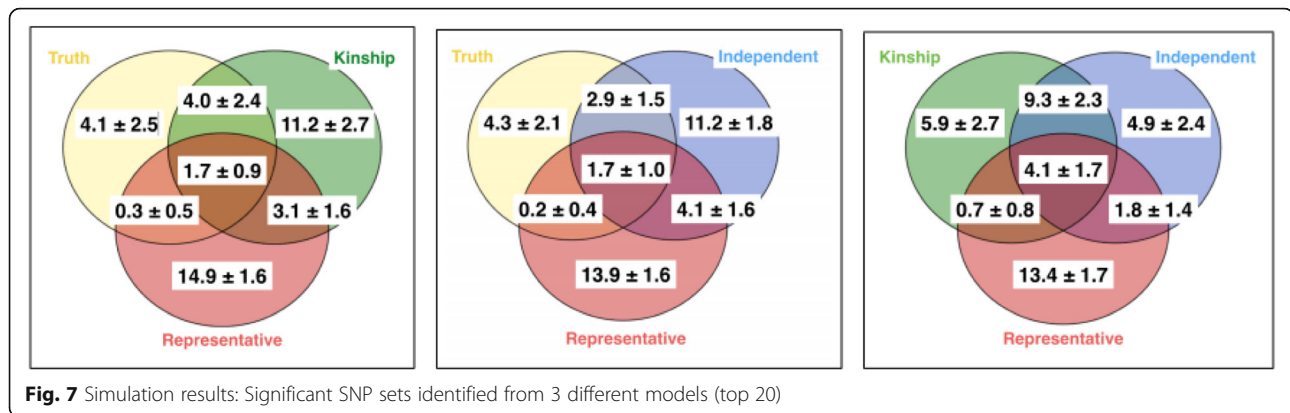 Truth
Kinship
4.0 ± 2.4
4.1 ± 2.5
11.2 ± 2.7
1.7 ± 0.9
0.3 ± 0.5
3.1 ± 1.6
14.9 ± 1.6
Representative
Truth
Independent
2.9 ± 1.5
4.3 ± 2.1
11.2 ± 1.8
1.7 ± 1.0
0.2 ± 0.4
4.1 ± 1.6
13.9 ± 1.6
Representative
Kinship
Independent
9.3 ± 2.3
5.9 ± 2.7
4.9 ± 2.4
4.1 ± 1.7
0.7 ± 0.8
1.8 ± 1.4
13.4 ± 1.7
Representative
Fig. 7 Simulation results: Significant SNP sets identified from 3 different models (top 20)